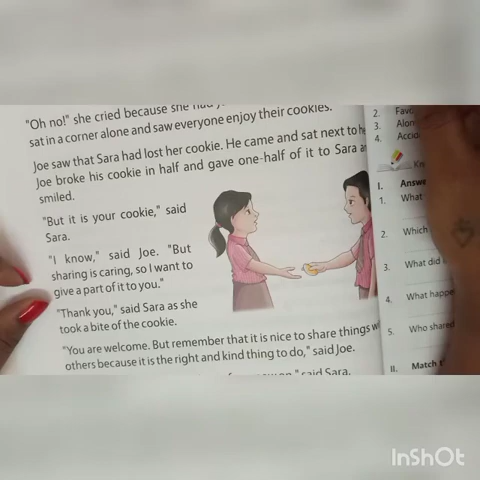 "Oh no!" she cried because she had
sat in a corner alone and saw everyone enjoy their cookies.
Joe saw that Sara had lost her cookie. He came and sat next to
Joe broke his cookie in half and gave one-half of it to Sara
smiled.
"But it is your cookie," said
Sara.
"I know," said Joe. "But
sharing is caring, so I want to
give a part of it to you."
"Thank you," said Sara as she
took a bite of the cookie.
"You are welcome. But remember that it is nice to share things
others because it is the right and kind thing to do," said Joe.
said Sara.
2.
3. Alon
4. Accid
I. Answe
1. What
2. Which
3. What did
4. What happe
5. Who shared
II. Match t
InShOt